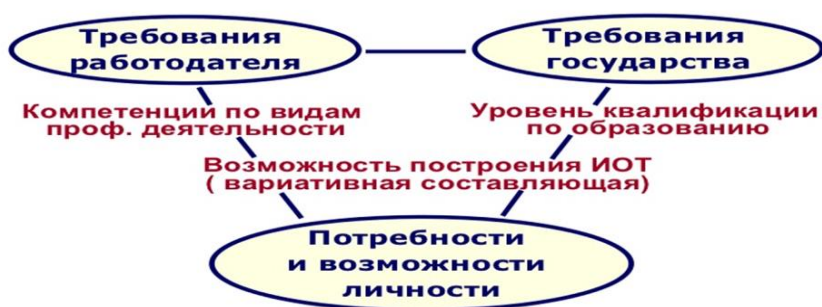 Требования
работодателя
Требования
государства
Компетенции по видам
проф. деятельности
Уровень квалификации
по образованию
Возможность построения ИОТ
( вариативная составляющая)
Потребности
и возможности
личности